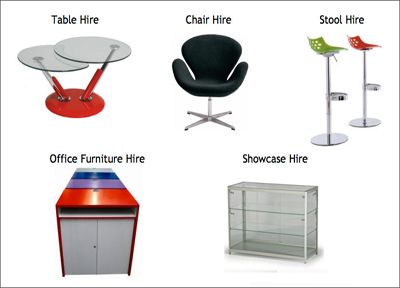 Table Hire
Chair Hire
Stool Hire
Office Furniture Hire
Showcase Hire